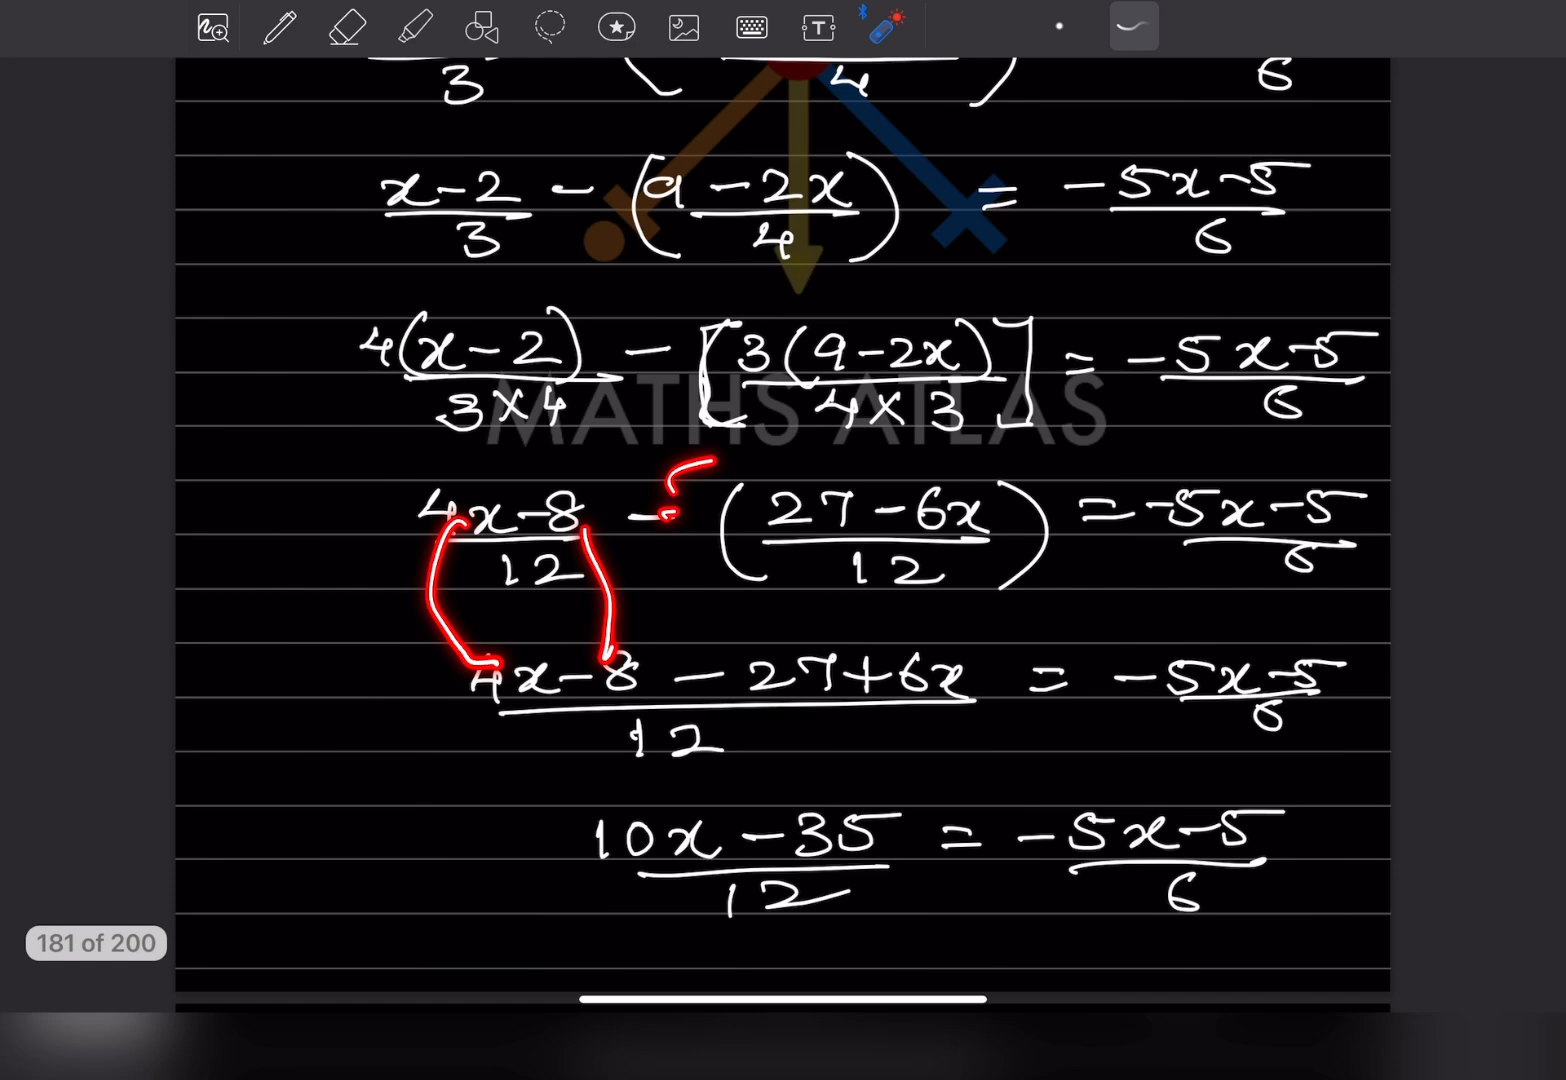 3 ( 4 ) 6
x-2/3 - (9-2x/4) = -5x-5/6
4(x-2)/3×4 - [3(9-2x)/4×3] = -5x-5/6
MATHS ATLAS
4x-8/12 - (27-6x/12) = -5x-5/6
4x-8-27+6x/12 = -5x-5/6
10x-35/12 = -5x-5/6
181 of 200